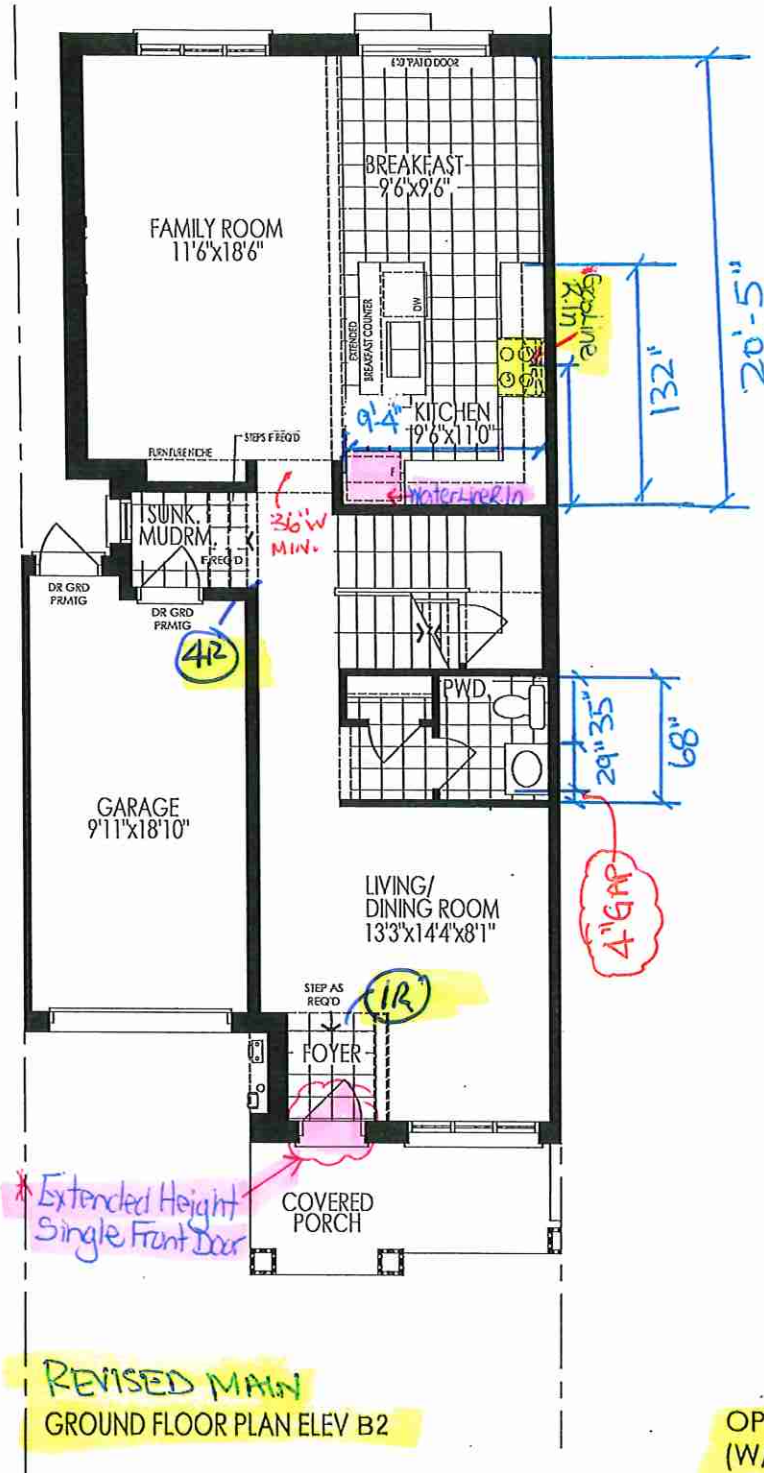 BREAKFAST
9'6"x9'6"
FAMILY ROOM
11'6"x18'6"
EXTENDED
BREAKFAST COUNTER
DW
R.In
132"
20'-5"
9'-4"
KITCHEN
9'6"x11'0"
STEPS IF REQ'D
FURNITURE NICHE
F
WaterLine R.In
36"W
MIN.
SUNK.
MUDRM.
IF REQ'D
DR GRD
PRMTG
DR GRD
PRMTG
4R
PWD.
35"
29"
68"
4" GAP
GARAGE
9'11"x18'10"
LIVING/
DINING ROOM
13'3"x14'4"x8'1"
STEP AS
REQ'D
1R
FOYER
* Extended Height
Single Front Door
COVERED
PORCH
REVISED MAIN
GROUND FLOOR PLAN ELEV B2
OP
(WA